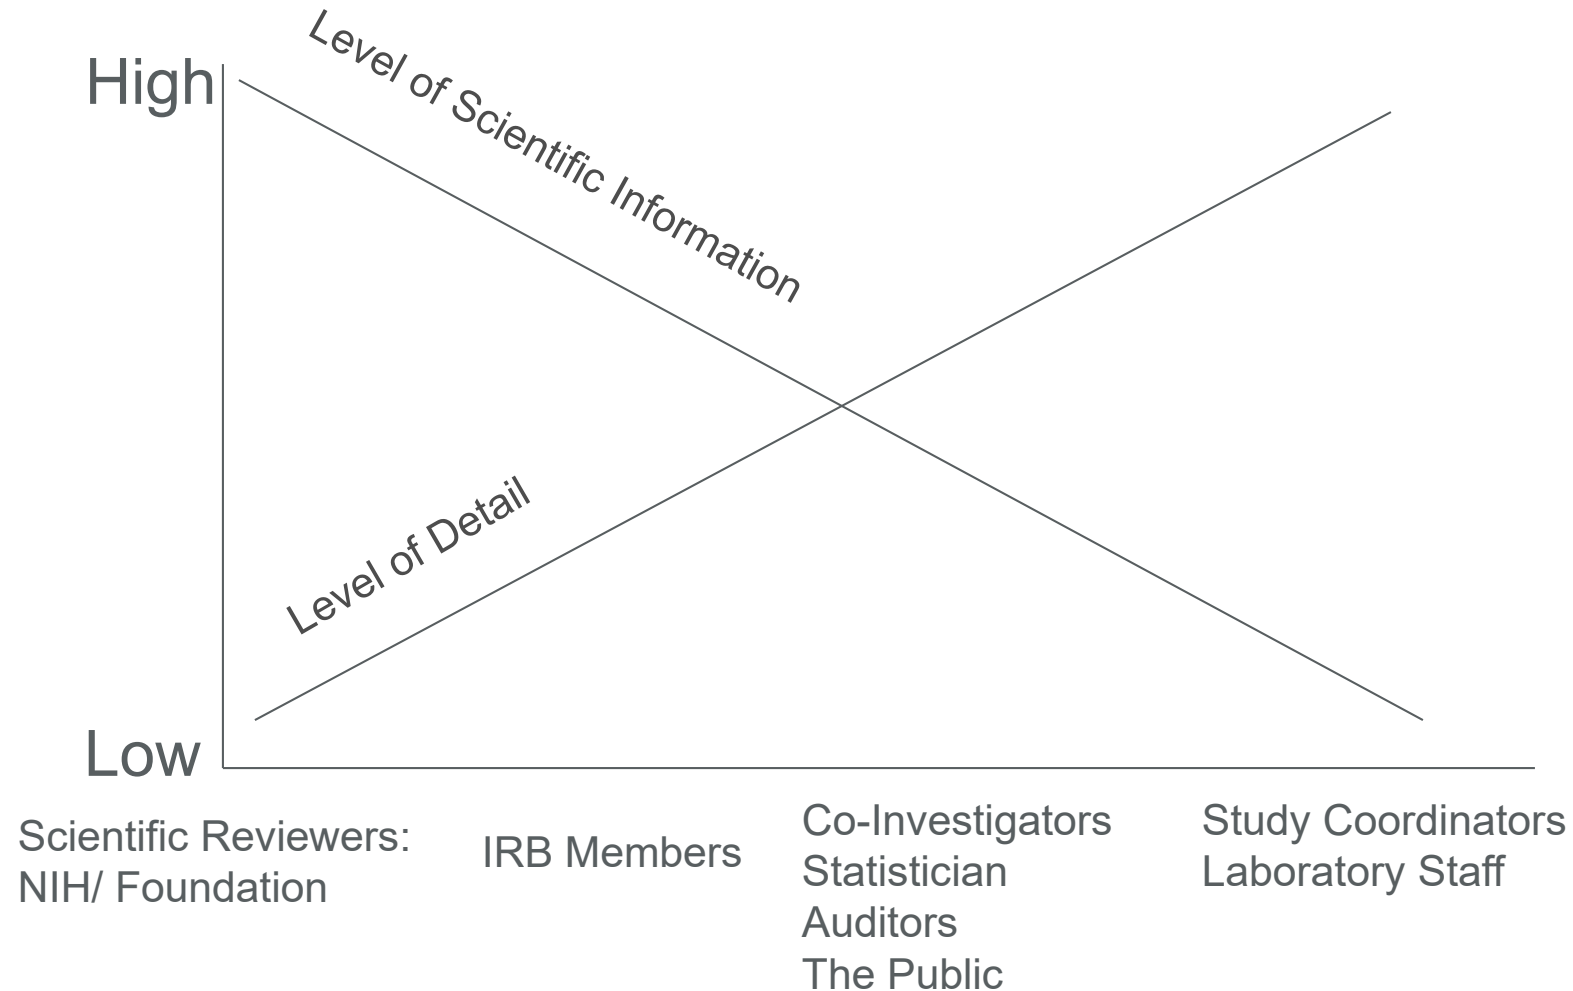 Level of Scientific Information
High
Level of Detail
Low
Scientific Reviewers:
NIH/ Foundation
IRB Members
Co-Investigators
Statistician
Auditors
The Public
Study Coordinators
Laboratory Staff